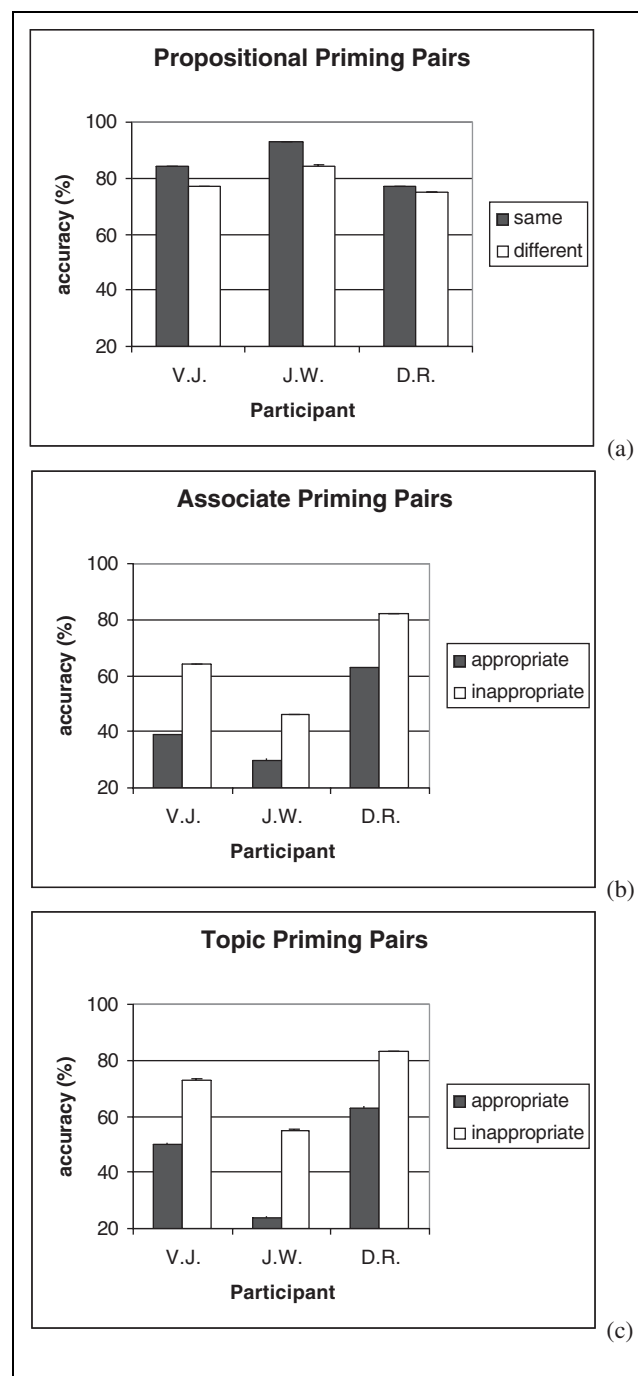 Propositional Priming Pairs
100
80
60
40
20
accuracy (%)
V.J. J.W. D.R.
Participant
same
different
(a)
Associate Priming Pairs
100
80
60
40
20
accuracy (%)
V.J. J.W. D.R.
Participant
appropriate
inappropriate
(b)
Topic Priming Pairs
100
80
60
40
20
accuracy (%)
V.J. J.W. D.R.
Participant
appropriate
inappropriate
(c)